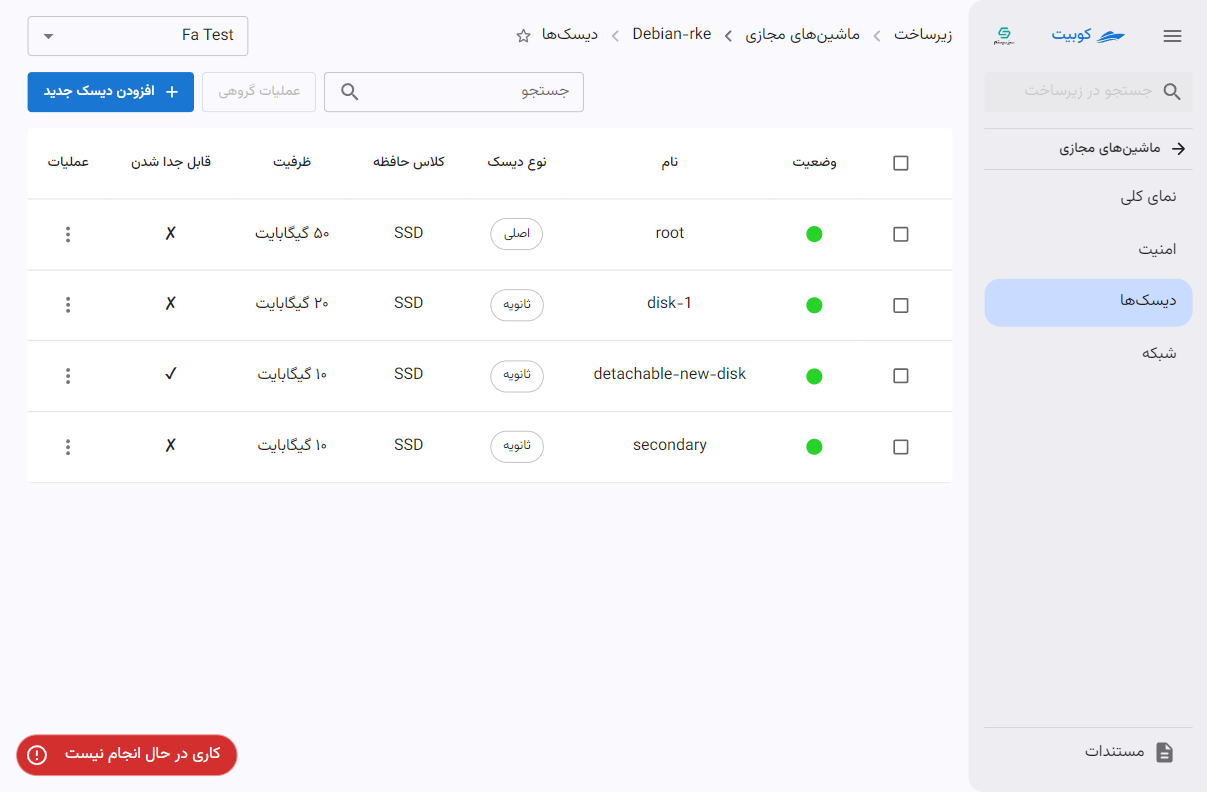 کوبیت
جستجو در زیرساخت
ماشین‌های مجازی
نمای کلی
امنیت
دیسک‌ها
شبکه
مستندات
زیرساخت
ماشین‌های مجازی
Debian-rke
دیسک‌ها
Fa Test
جستجو
عملیات گروهی
افزودن دیسک جدید
وضعیت نام نوع دیسک کلاس حافظه ظرفیت قابل جدا شدن عملیات
root اصلی SSD ۵۰ گیگابایت ✗
disk-1 ثانویه SSD ۲۰ گیگابایت ✗
detachable-new-disk ثانویه SSD ۱۰ گیگابایت ✓
secondary ثانویه SSD ۱۰ گیگابایت ✗
کاری در حال انجام نیست